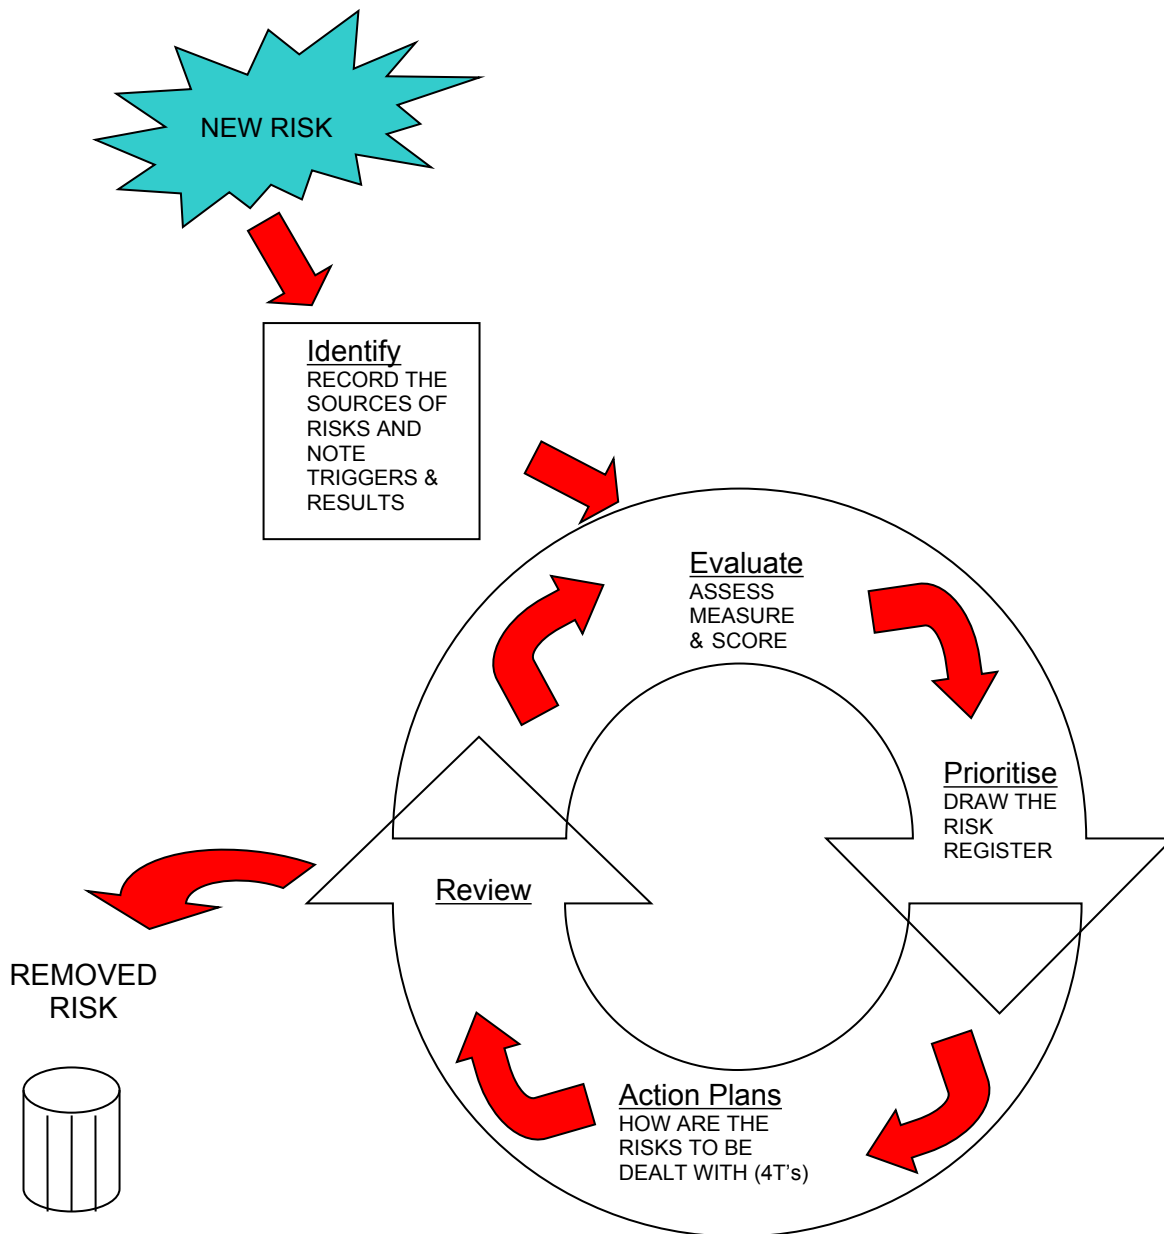 NEW RISK
Identify
RECORD THE
SOURCES OF
RISKS AND
NOTE
TRIGGERS &
RESULTS
Evaluate
ASSESS
MEASURE
& SCORE
Prioritise
DRAW THE
RISK
REGISTER
Review
REMOVED
RISK
Action Plans
HOW ARE THE
RISKS TO BE
DEALT WITH (4T’s)